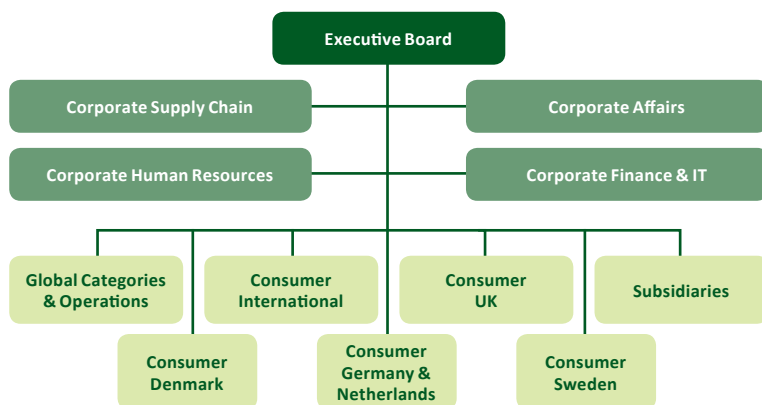 Executive Board
Corporate Supply Chain
Corporate Affairs
Corporate Human Resources
Corporate Finance & IT
Global Categories
& Operations
Consumer
International
Consumer
UK
Subsidiaries
Consumer
Denmark
Consumer
Germany &
Netherlands
Consumer
Sweden